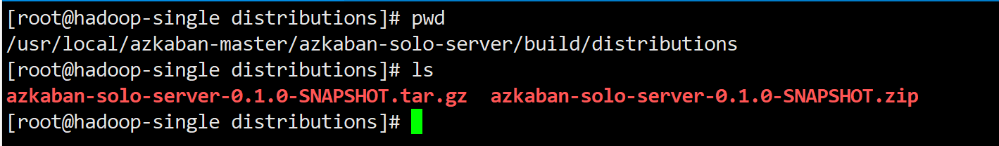 [root@hadoop-single distributions]# pwd
/usr/local/azkaban-master/azkaban-solo-server/build/distributions
[root@hadoop-single distributions]# ls
azkaban-solo-server-0.1.0-SNAPSHOT.tar.gz  azkaban-solo-server-0.1.0-SNAPSHOT.zip
[root@hadoop-single distributions]#